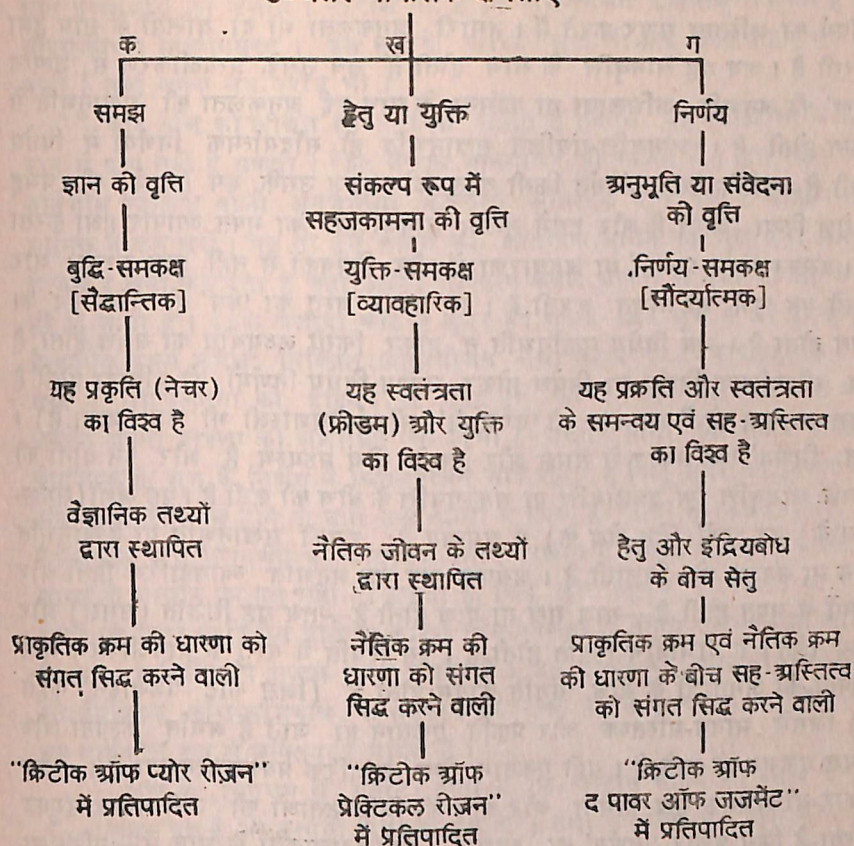 क ख ग
समझ
ज्ञान की वृत्ति
बुद्धि-समकक्ष
[सैद्धान्तिक]
यह प्रकृति (नेचर)
का विश्व है
वैज्ञानिक तथ्यों
द्वारा स्थापित
प्राकृतिक क्रम की धारणा को
संगत सिद्ध करने वाली
"क्रिटीक ऑफ प्योर रीज़न"
में प्रतिपादित
हेतु या युक्ति
संकल्प रूप में
सहजकामना की वृत्ति
युक्ति-समकक्ष
[व्यावहारिक]
यह स्वतंत्रता
(फ्रीडम) और युक्ति
का विश्व है
नैतिक जीवन के तथ्यों
द्वारा स्थापित
नैतिक क्रम की
धारणा को संगत
सिद्ध करने वाली
"क्रिटीक ऑफ
प्रेक्टिकल रीज़न"
में प्रतिपादित
निर्णय
अनुभूति या संवेदना
की वृत्ति
निर्णय-समकक्ष
[सौंदर्यात्मक]
यह प्रक्रति और स्वतंत्रता
के समन्वय एवं सह-अस्तित्व
का विश्व है
हेतु और इंद्रियबोध
के बीच सेतु
प्राकृतिक क्रम एवं नैतिक क्रम
की धारणा के बीच सह-अस्तित्व
को संगत सिद्ध करने वाली
"क्रिटीक ऑफ
द पावर ऑफ जजमेंट"
में प्रतिपादित